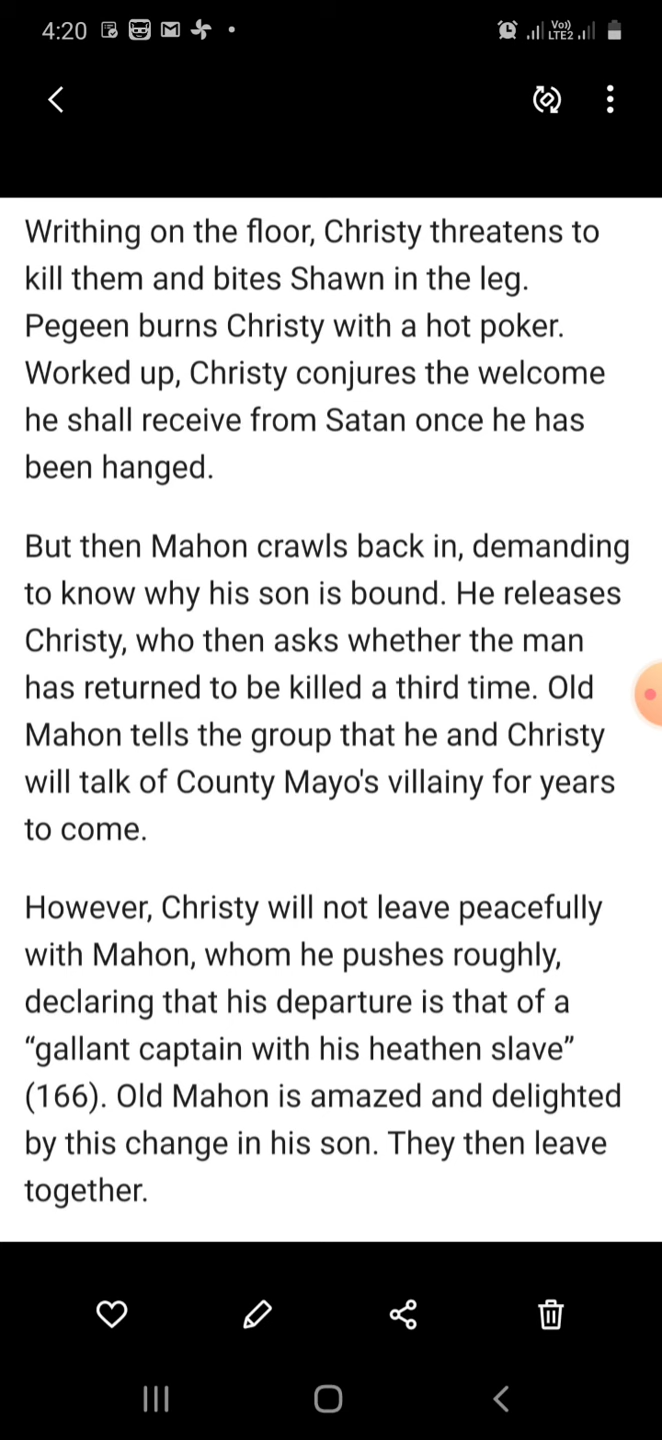 4:20
Vo))
LTE2
Writhing on the floor, Christy threatens to
kill them and bites Shawn in the leg.
Pegeen burns Christy with a hot poker.
Worked up, Christy conjures the welcome
he shall receive from Satan once he has
been hanged.
But then Mahon crawls back in, demanding
to know why his son is bound. He releases
Christy, who then asks whether the man
has returned to be killed a third time. Old
Mahon tells the group that he and Christy
will talk of County Mayo's villainy for years
to come.
However, Christy will not leave peacefully
with Mahon, whom he pushes roughly,
declaring that his departure is that of a
“gallant captain with his heathen slave”
(166). Old Mahon is amazed and delighted
by this change in his son. They then leave
together.